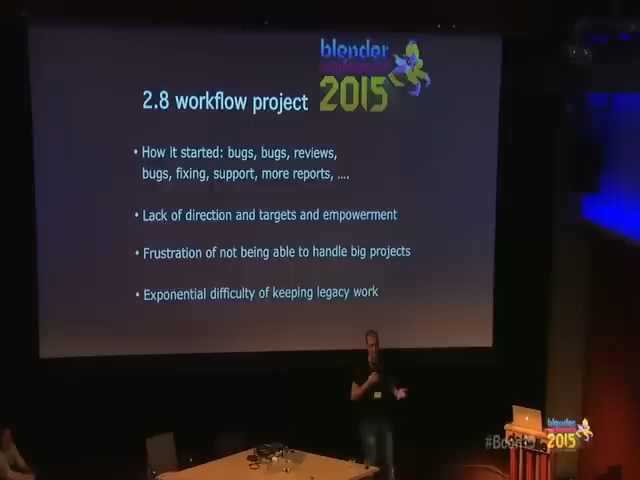 blender
conference
2015
2.8 workflow project
• How it started: bugs, bugs, reviews,
bugs, fixing, support, more reports, ....
• Lack of direction and targets and empowerment
• Frustration of not being able to handle big projects
• Exponential difficulty of keeping legacy work
blender
2015